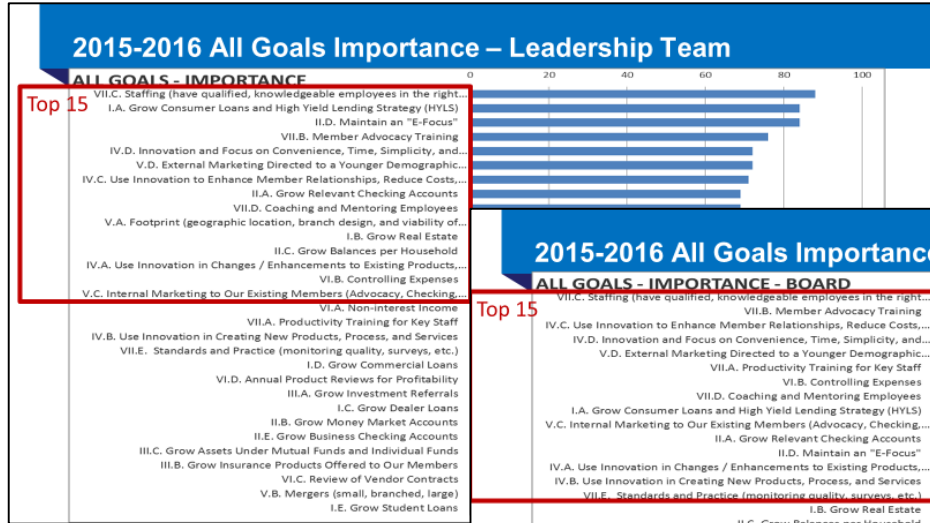 2015-2016 All Goals Importance – Leadership Team
ALL GOALS - IMPORTANCE
0 20 40 60 80 100
Top 15
VII.C. Staffing (have qualified, knowledgeable employees in the right...
I.A. Grow Consumer Loans and High Yield Lending Strategy (HYLS)
II.D. Maintain an "E-Focus"
VII.B. Member Advocacy Training
IV.D. Innovation and Focus on Convenience, Time, Simplicity, and...
V.D. External Marketing Directed to a Younger Demographic...
IV.C. Use Innovation to Enhance Member Relationships, Reduce Costs,...
II.A. Grow Relevant Checking Accounts
VII.D. Coaching and Mentoring Employees
V.A. Footprint (geographic location, branch design, and viability of...
I.B. Grow Real Estate
II.C. Grow Balances per Household
IV.A. Use Innovation in Changes / Enhancements to Existing Products,...
VI.B. Controlling Expenses
V.C. Internal Marketing to Our Existing Members (Advocacy, Checking,...
VI.A. Non-interest Income
VII.A. Productivity Training for Key Staff
IV.B. Use Innovation in Creating New Products, Process, and Services
VII.E. Standards and Practice (monitoring quality, surveys, etc.)
I.D. Grow Commercial Loans
VI.D. Annual Product Reviews for Profitability
III.A. Grow Investment Referrals
I.C. Grow Dealer Loans
II.B. Grow Money Market Accounts
II.E. Grow Business Checking Accounts
III.C. Grow Assets Under Mutual Funds and Individual Funds
III.B. Grow Insurance Products Offered to Our Members
VI.C. Review of Vendor Contracts
V.B. Mergers (small, branched, large)
I.E. Grow Student Loans
2015-2016 All Goals Importance
ALL GOALS - IMPORTANCE - BOARD
Top 15
VII.C. Staffing (have qualified, knowledgeable employees in the right...
VII.B. Member Advocacy Training
IV.C. Use Innovation to Enhance Member Relationships, Reduce Costs,...
IV.D. Innovation and Focus on Convenience, Time, Simplicity, and...
V.D. External Marketing Directed to a Younger Demographic...
VII.A. Productivity Training for Key Staff
VI.B. Controlling Expenses
VII.D. Coaching and Mentoring Employees
I.A. Grow Consumer Loans and High Yield Lending Strategy (HYLS)
V.C. Internal Marketing to Our Existing Members (Advocacy, Checking,...
II.A. Grow Relevant Checking Accounts
II.D. Maintain an "E-Focus"
IV.A. Use Innovation in Changes / Enhancements to Existing Products,...
IV.B. Use Innovation in Creating New Products, Process, and Services
VII.E. Standards and Practice (monitoring quality, surveys, etc.)
I.B. Grow Real Estate
II.C. Grow Balances per Household